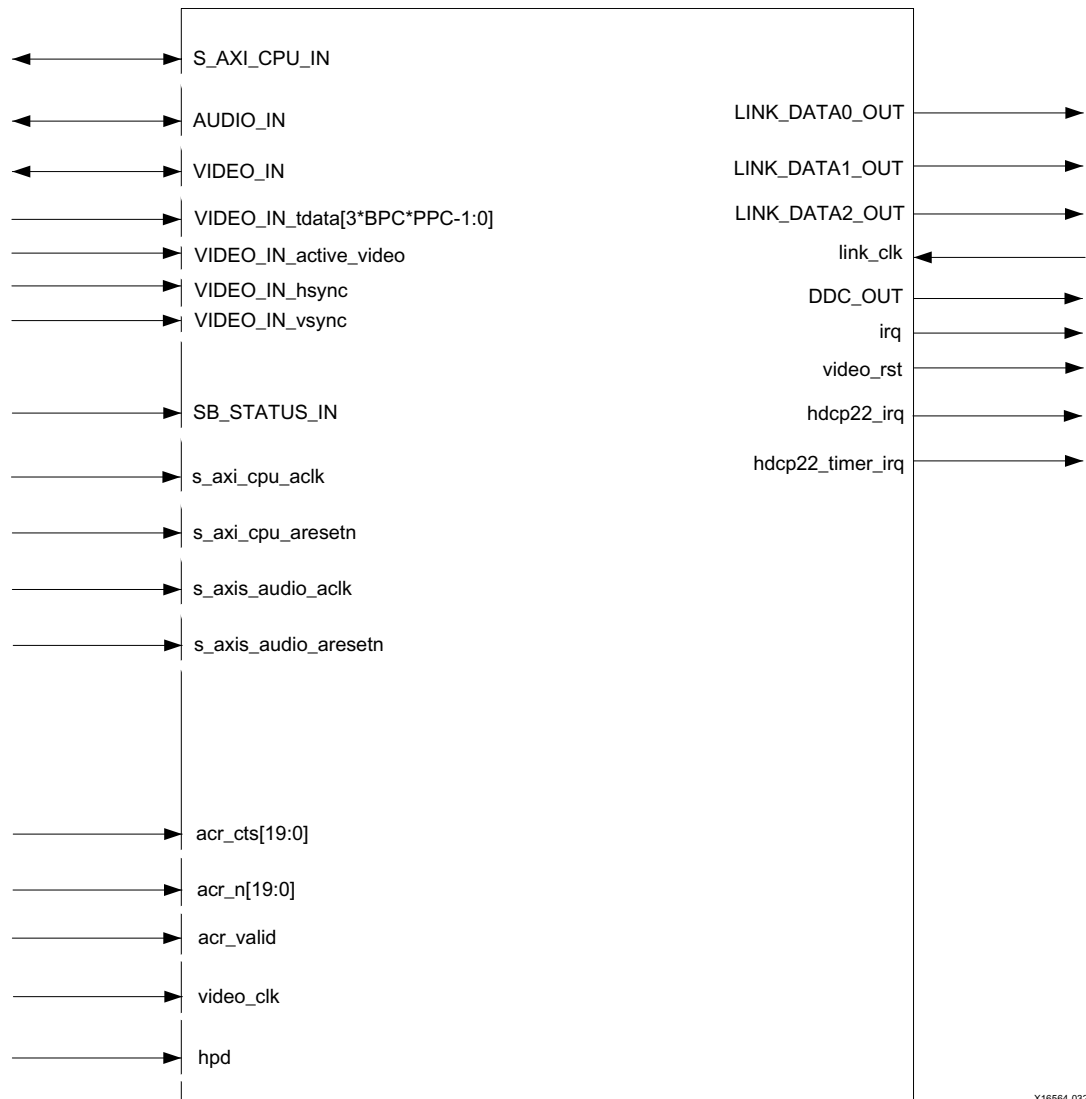 S_AXI_CPU_IN
AUDIO_IN
VIDEO_IN
VIDEO_IN_tdata[3*BPC*PPC-1:0]
VIDEO_IN_active_video
VIDEO_IN_hsync
VIDEO_IN_vsync
SB_STATUS_IN
s_axi_cpu_aclk
s_axi_cpu_aresetn
s_axis_audio_aclk
s_axis_audio_aresetn
acr_cts[19:0]
acr_n[19:0]
acr_valid
video_clk
hpd
LINK_DATA0_OUT
LINK_DATA1_OUT
LINK_DATA2_OUT
link_clk
DDC_OUT
irq
video_rst
hdcp22_irq
hdcp22_timer_irq